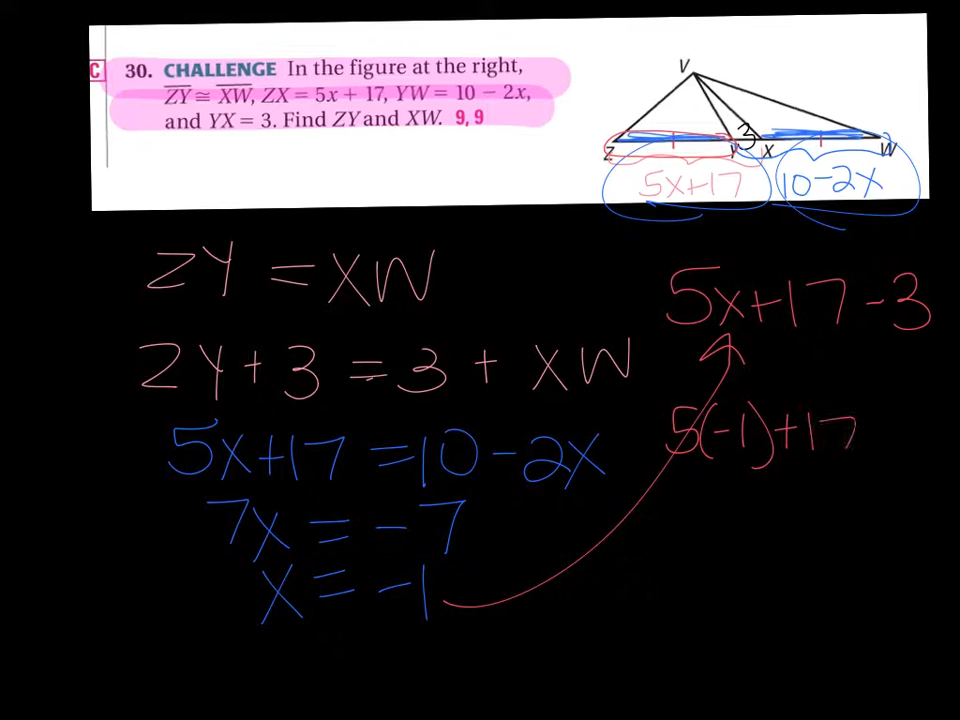 C 30. CHALLENGE In the figure at the right,
ZY ≅ XW, ZX = 5x + 17, YW = 10 − 2x,
and YX = 3. Find ZY and XW. 9, 9
V
3
Z Y X W
5x+17 10-2x
ZY = XW
5x+17-3
ZY + 3 = 3 + XW
5x+17 = 10 - 2x
5(-1)+17
7x = -7
x = -1